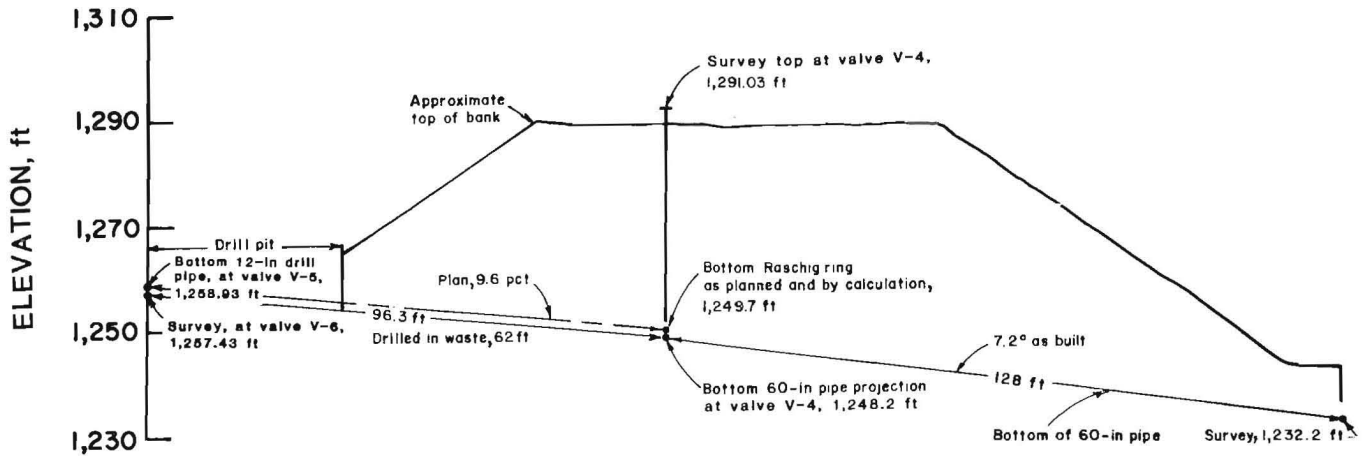 1,310
1,290
1,270
1,250
1,230
ELEVATION, ft
Survey top at valve V-4,
1,291.03 ft
Approximate
top of bank
Drill pit
Bottom 12-in drill
pipe, at valve V-5,
1,258.93 ft
Survey, at valve V-6,
1,257.43 ft
Plan, 9.6 pct
96.3 ft
Drilled in waste, 62 ft
Bottom Raschig ring
as planned and by calculation,
1,249.7 ft
Bottom 60-in pipe projection
at valve V-4, 1,248.2 ft
7.2° as built
128 ft
Bottom of 60-in pipe
Survey, 1,232.2 ft